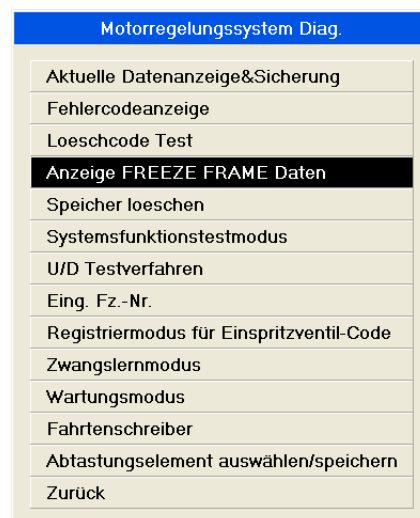 Motorregelungssystem Diag.
Aktuelle Datenanzeige&Sicherung
Fehlercodeanzeige
Loeschcode Test
Anzeige FREEZE FRAME Daten
Speicher loeschen
Systemsfunktionstestmodus
U/D Testverfahren
Eing. Fz.-Nr.
Registriermodus für Einspritzventil-Code
Zwangslernmodus
Wartungsmodus
Fahrtenschreiber
Abtastungselement auswählen/speichern
Zurück